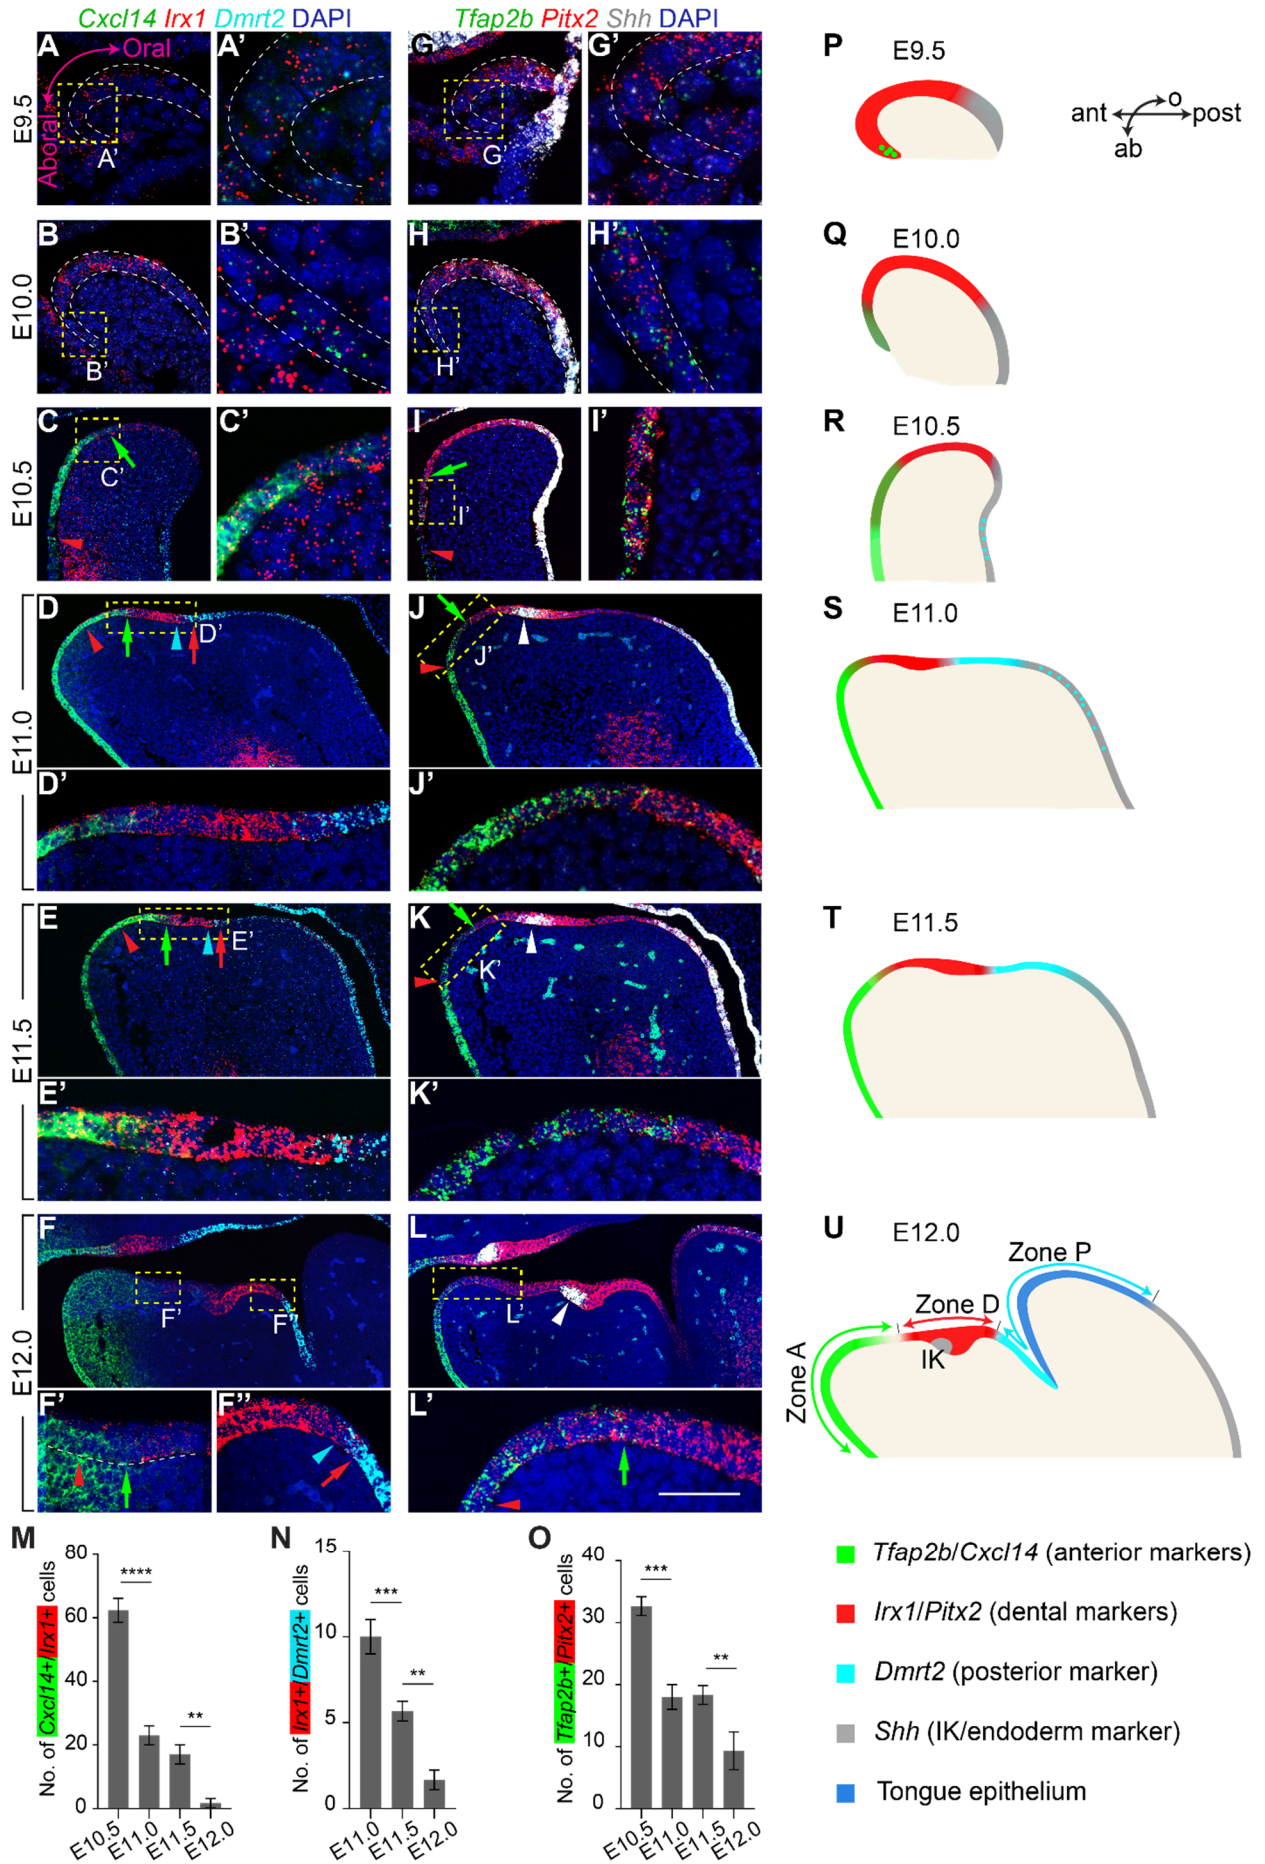 Cxcl14 Irx1 Dmrt2 DAPI
Tfap2b Pitx2 Shh DAPI
E9.5
A
Oral
Aboral
A'
A'
G
G'
G'
P
E9.5
ant
o
post
ab
E10.0
B
B'
B'
H
H'
H'
Q
E10.0
E10.5
C
C'
C'
I
I'
I'
R
E10.5
E11.0
D
D'
D'
J
J'
J'
S
E11.0
E11.5
E
E'
E'
K
K'
K'
T
E11.5
E12.0
F
F'
F"
F'
F"
L
L'
L'
U
E12.0
Zone P
Zone D
IK
Zone A
M
No. of Cxcl14+/Irx1+ cells
80
60
40
20
0
****
**
E10.5
E11.0
E11.5
E12.0
N
No. of Irx1+/Dmrt2+ cells
15
10
5
0
***
**
E11.0
E11.5
E12.0
O
No. of Tfap2b+/Pitx2+ cells
40
30
20
10
0
***
**
E10.5
E11.0
E11.5
E12.0
Tfap2b/Cxcl14 (anterior markers)
Irx1/Pitx2 (dental markers)
Dmrt2 (posterior marker)
Shh (IK/endoderm marker)
Tongue epithelium